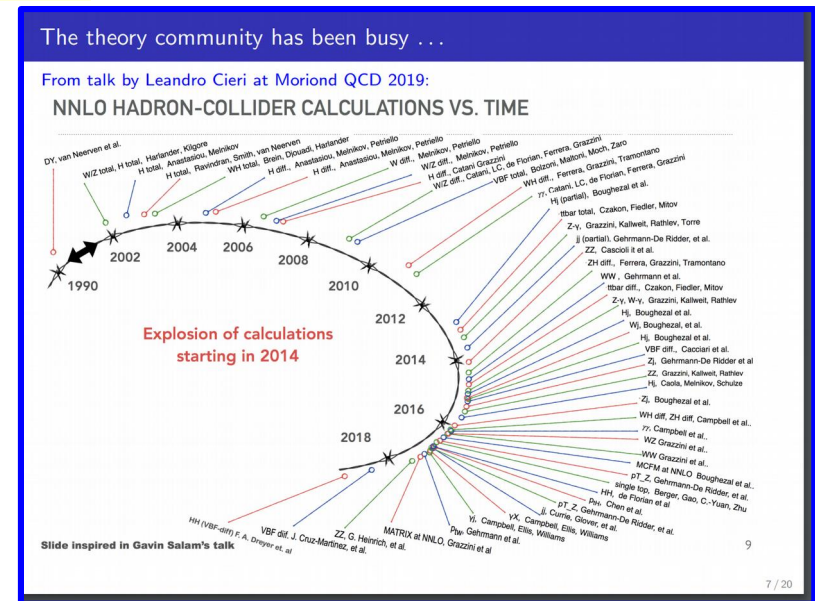 The theory community has been busy ...
From talk by Leandro Cieri at Moriond QCD 2019:
NNLO HADRON-COLLIDER CALCULATIONS VS. TIME
DY, van Neerven et al.
W/Z total, H total, Harlander, Kilgore
H total, Anastasiou, Melnikov
H total, Ravindran, Smith, van Neerven
WH total, Brein, Djouadi, Harlander
H diff., Anastasiou, Melnikov, Petriello
H diff., Anastasiou, Melnikov, Petriello
W diff., Melnikov, Petriello
W/Z diff., Melnikov, Petriello
H diff., Catani Grazzini
W/Z diff., Catani, LC, de Florian, Ferrera, Grazzini
VBF total, Bolzoni, Maltoni, Moch, Zaro
WH diff., Ferrera, Grazzini, Tramontano
γγ, Catani, LC, de Florian, Ferrera, Grazzini
Hj (partial), Boughezal et al.
ttbar total, Czakon, Fiedler, Mitov
Z-γ, Grazzini, Kallweit, Rathlev, Torre
jj (partial), Gehrmann-De Ridder, et al.
ZZ, Cascioli it et al.
ZH diff., Ferrera, Grazzini, Tramontano
WW , Gehrmann et al.
ttbar diff., Czakon, Fiedler, Mitov
Z-γ, W-γ, Grazzini, Kallweit, Rathlev
Hj, Boughezal et al.
Wj, Boughezal, et al.
Hj, Boughezal et al.
VBF diff., Cacciari et al.
Zj, Gehrmann-De Ridder et al
ZZ, Grazzini, Kallweit, Rathlev
Hj, Caola, Melnikov, Schulze
Zj, Boughezal et al.
WH diff, ZH diff, Campbell et al..
γγ, Campbell et al..
WZ Grazzini et al..
WW Grazzini et al..
MCFM at NNLO Boughezal et al..
pT_Z, Gehrmann-De Ridder, et al.
single top, Berger, Gao, C.-Yuan, Zhu
HH, de Florian et al
PtH, Chen et al.
pT_Z, Gehrmann-De Ridder, et al.
jj, Currie, Glover, et al.
γX, Campbell, Ellis, Williams
γj, Campbell, Ellis, Williams
Ptw, Gehrmann et al.
MATRIX at NNLO, Grazzini et al
ZZ, G. Heinrich, et al.
VBF dif. J. Cruz-Martinez, et al.
HH (VBF-diff) F. A. Dreyer et. al
1990
2002
2004
2006
2008
2010
2012
2014
2016
2018
Explosion of calculations
starting in 2014
Slide inspired in Gavin Salam's talk
9
7 / 20